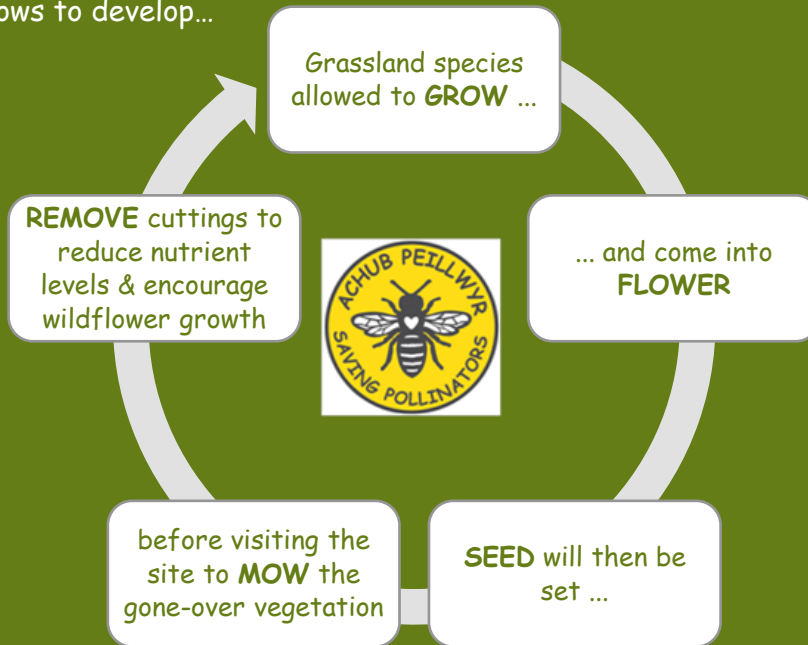 ows to develop…
Grassland species
allowed to GROW ...
... and come into
FLOWER
SEED will then be
set ...
before visiting the
site to MOW the
gone-over vegetation
REMOVE cuttings to
reduce nutrient
levels & encourage
wildflower growth
ACHUB PEILLWYR
SAVING POLLINATORS